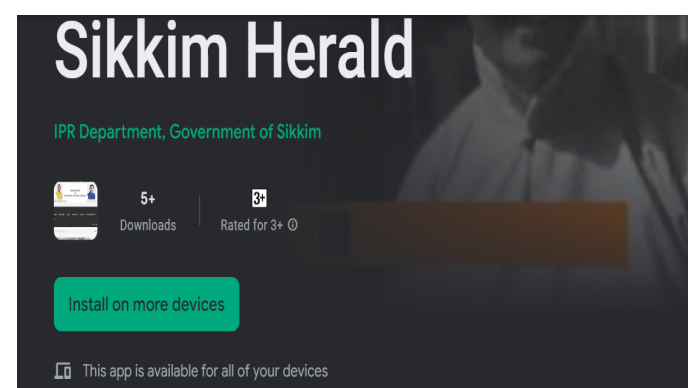 Sikkim Herald
IPR Department, Government of Sikkim
5+
Downloads
3+
Rated for 3+
Install on more devices
This app is available for all of your devices